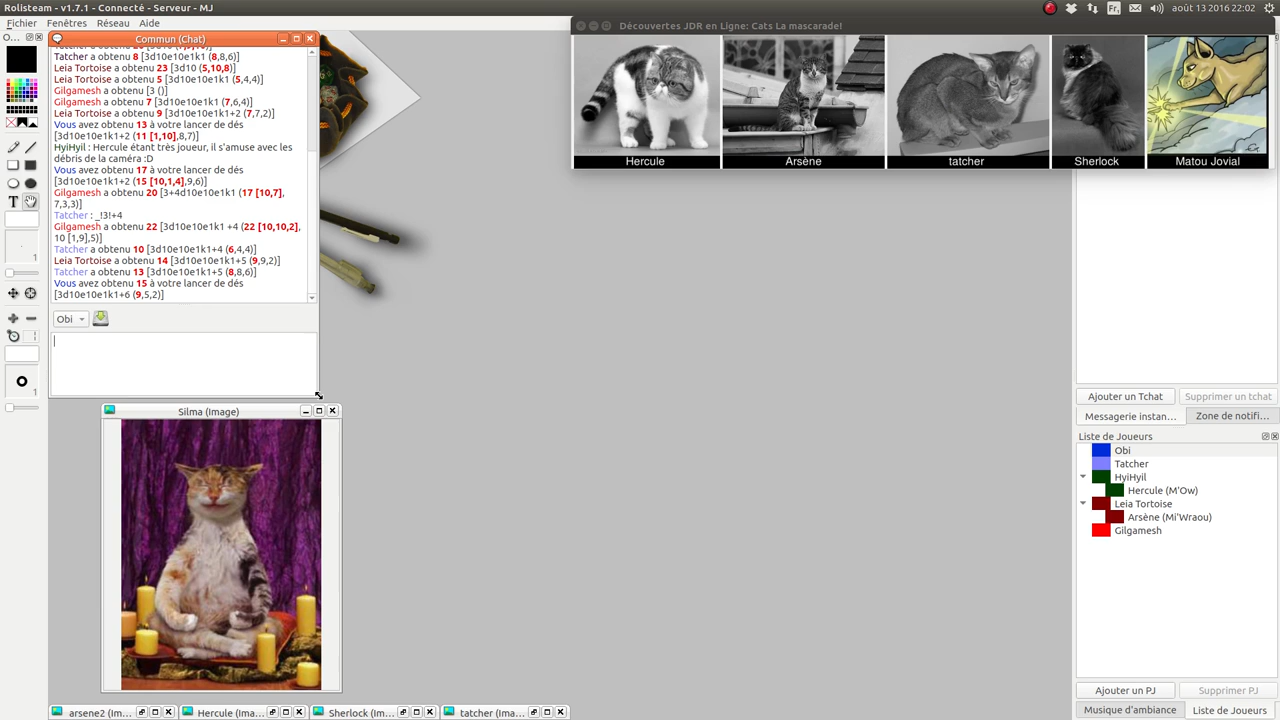 Rolisteam - v1.7.1 - Connecté - Serveur - MJ
Fr
août 13 2016 22:02
Fichier Fenêtres Réseau Aide
O...
Commun (Chat)
Tatcher a obtenu 8 [3d10e10e1k1 (8,8,6)]
Leia Tortoise a obtenu 23 [3d10 (5,10,8)]
Leia Tortoise a obtenu 5 [3d10e10e1k1 (5,4,4)]
Gilgamesh a obtenu [3 ()]
Gilgamesh a obtenu 7 [3d10e10e1k1 (7,6,4)]
Leia Tortoise a obtenu 9 [3d10e10e1k1+2 (7,7,2)]
Vous avez obtenu 13 à votre lancer de dés
[3d10e10e1k1+2 (11 [1,10],8,7)]
HyiHyil : Hercule étant très joueur, il s'amuse avec les
débris de la caméra :D
Vous avez obtenu 17 à votre lancer de dés
[3d10e10e1k1+2 (15 [10,1,4],9,6)]
Gilgamesh a obtenu 20 [3+4d10e10e1k1 (17 [10,7],
7,3,3)]
Tatcher : _!3!+4
Gilgamesh a obtenu 22 [3d10e10e1k1 +4 (22 [10,10,2],
10 [1,9],5)]
Tatcher a obtenu 10 [3d10e10e1k1+4 (6,4,4)]
Leia Tortoise a obtenu 14 [3d10e10e1k1+5 (9,9,2)]
Tatcher a obtenu 13 [3d10e10e1k1+5 (8,8,6)]
Vous avez obtenu 15 à votre lancer de dés
[3d10e10e1k1+6 (9,5,2)]
Obi
T
1
1
1
Découvertes JDR en Ligne: Cats La mascarade!
Hercule Arsène tatcher Sherlock Matou Jovial
Silma (Image)
Ajouter un Tchat Supprimer un tchat
Messagerie instan... Zone de notifi...
Liste de Joueurs
Obi
Tatcher
HyiHyil
Hercule (M'Ow)
Leia Tortoise
Arsène (Mi'Wraou)
Gilgamesh
Ajouter un PJ Supprimer PJ
Musique d'ambiance Liste de Joueurs
arsene2 (Im... Hercule (Ima... Sherlock (Im... tatcher (Ima...